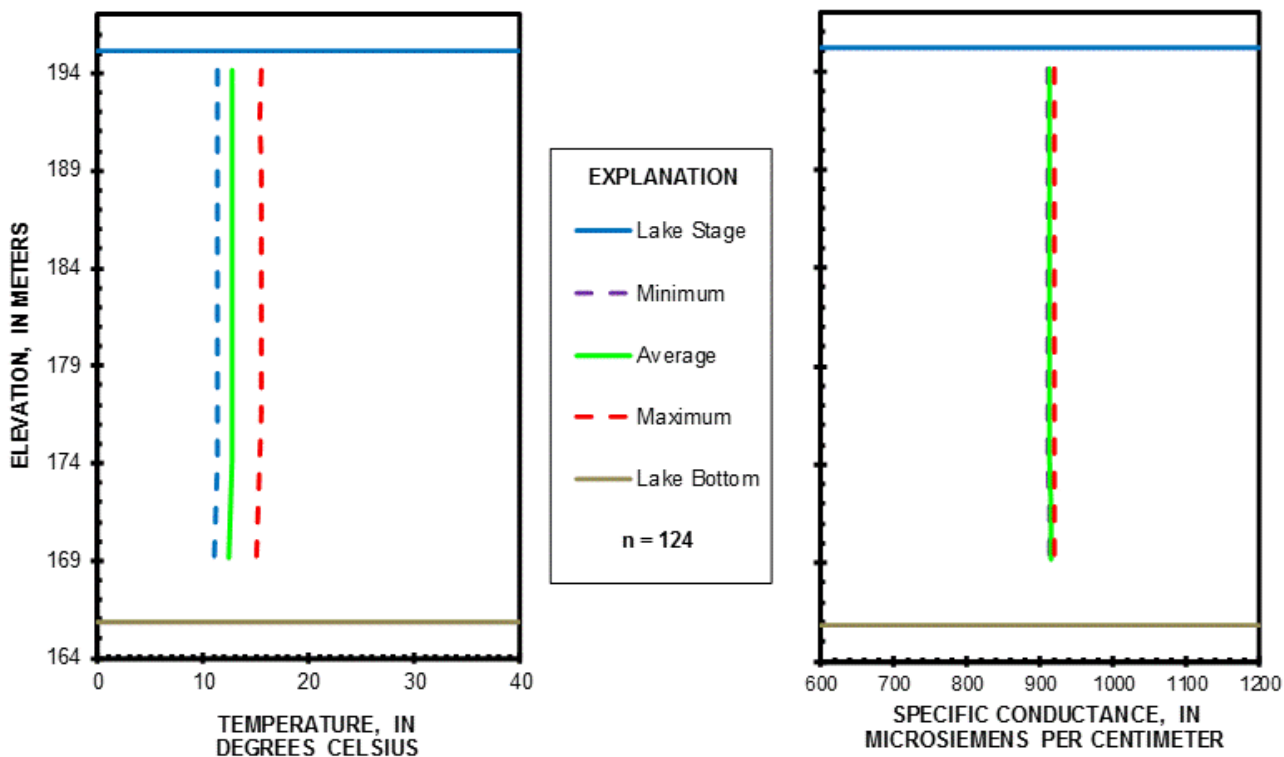 194
189
184
179
174
169
164
ELEVATION, IN METERS
0
10
20
30
40
TEMPERATURE, IN
DEGREES CELSIUS
EXPLANATION
Lake Stage
Minimum
Average
Maximum
Lake Bottom
n = 124
600
700
800
900
1000
1100
1200
SPECIFIC CONDUCTANCE, IN
MICROSIEMENS PER CENTIMETER